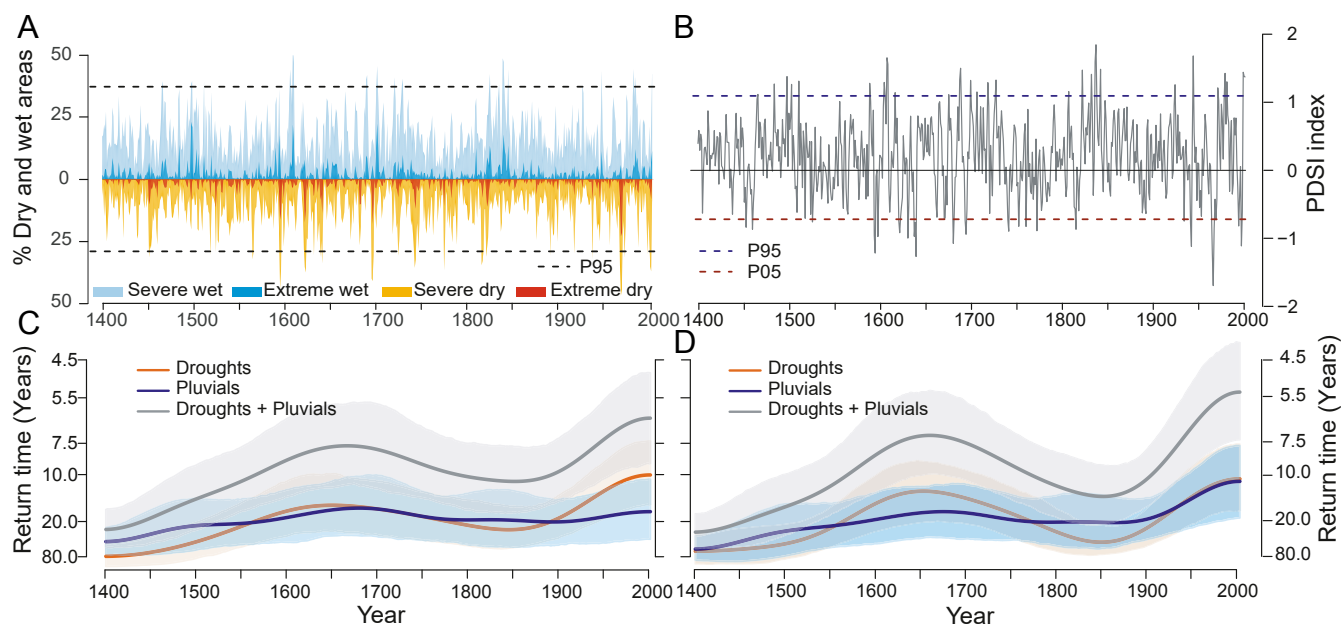 A
% Dry and wet areas
50
25
0
25
50
P95
Severe wet Extreme wet Severe dry Extreme dry
1400 1500 1600 1700 1800 1900 2000
B
2
1
0
−1
−2
PDSI index
P95
P05
1400 1500 1600 1700 1800 1900 2000
C
Return time (Years)
4.5
5.5
7.5
10.0
20.0
80.0
Droughts
Pluvials
Droughts + Pluvials
1400 1500 1600 1700 1800 1900 2000
Year
D
Droughts
Pluvials
Droughts + Pluvials
4.5
5.5
7.5
10.0
20.0
80.0
Return time (Years)
1400 1500 1600 1700 1800 1900 2000
Year